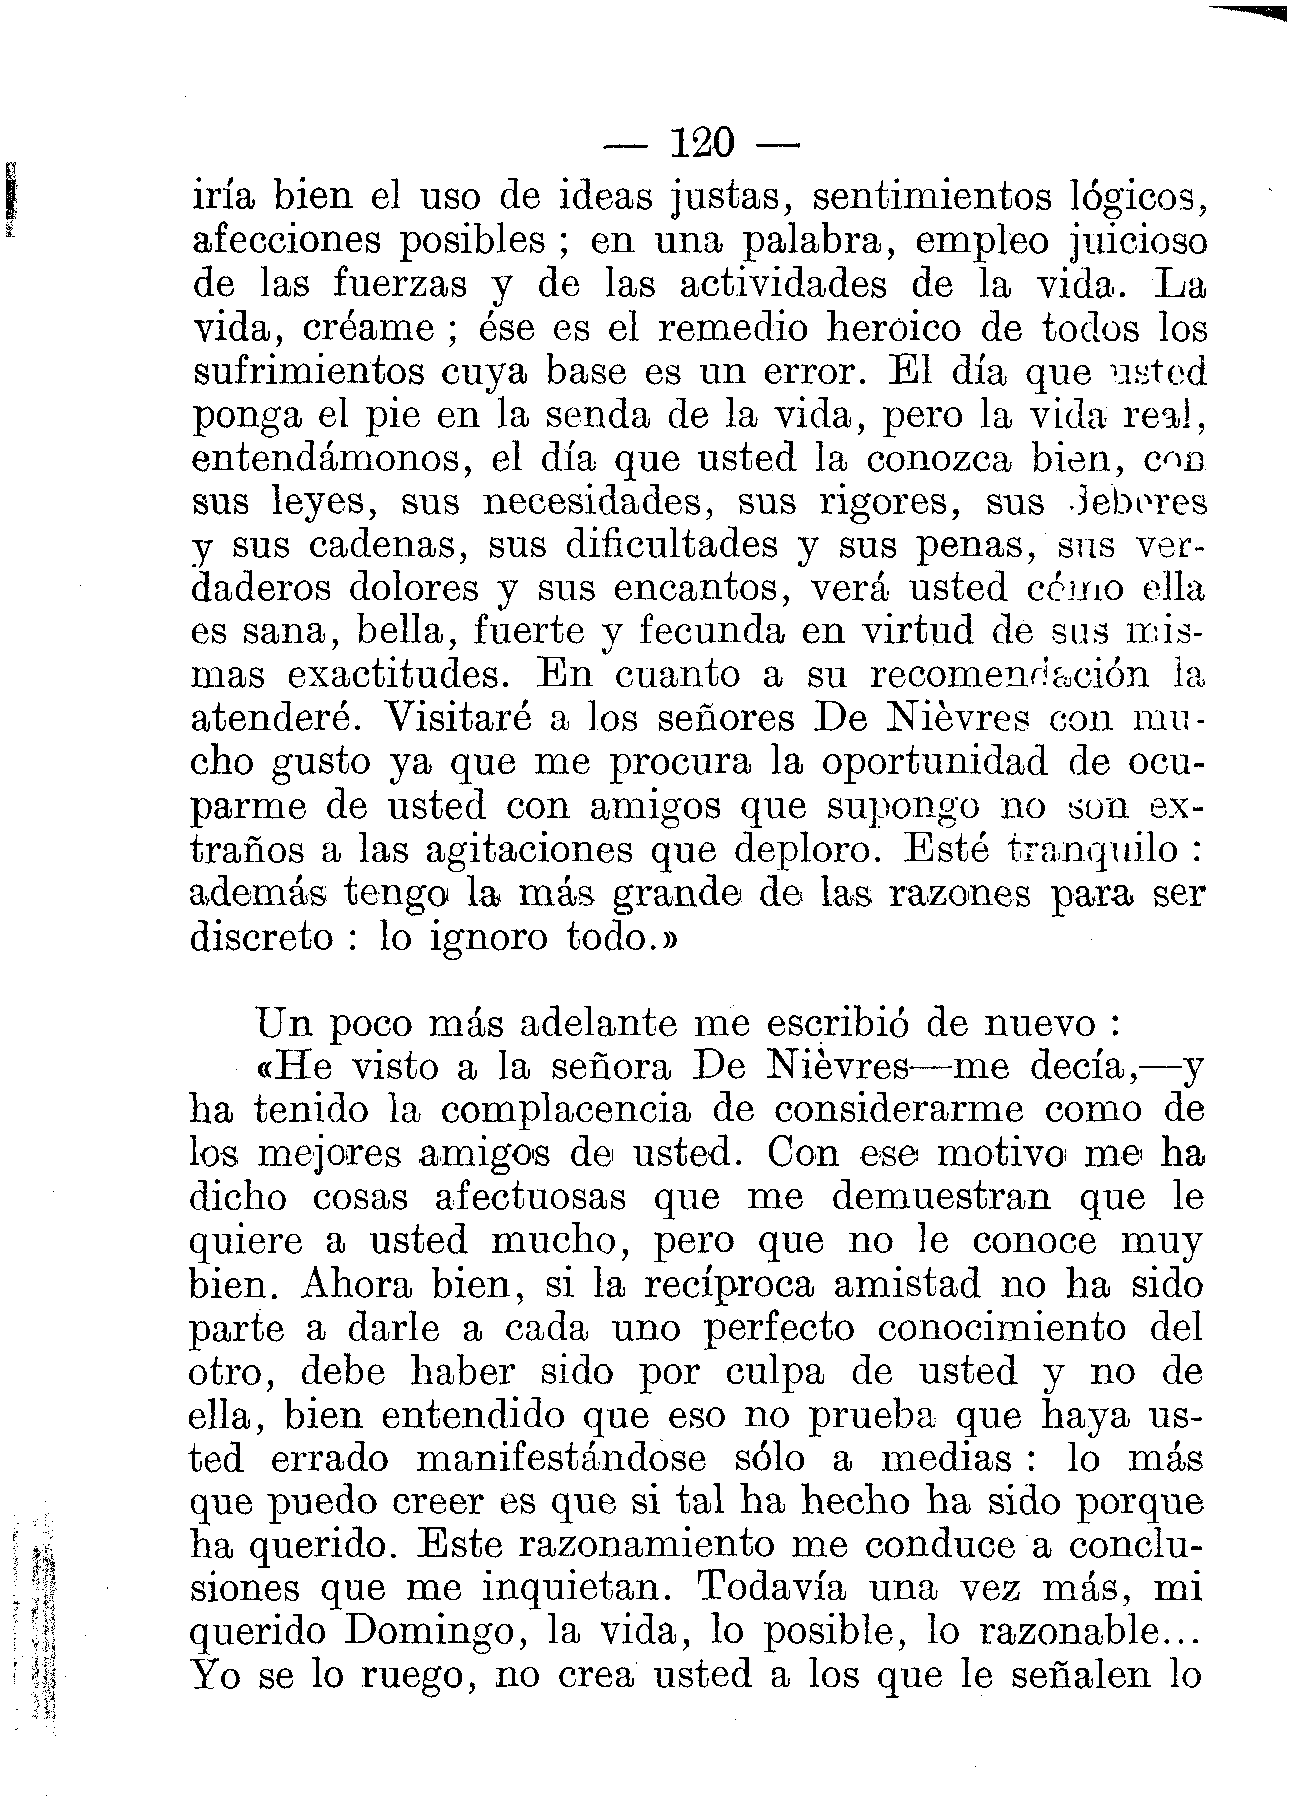 — 120 —
iría bien el uso de ideas justas, sentimientos lógicos,
afecciones posibles ; en una palabra, empleo juicioso
de las fuerzas y de las actividades de la vida. La
vida, créame ; ése es el remedio heroico de todos los
sufrimientos cuya base es un error. El día que usted
ponga el pie en la senda de la vida, pero la vida real,
entendámonos, el día que usted la conozca bien, con
sus leyes, sus necesidades, sus rigores, sus deberes
y sus cadenas, sus dificultades y sus penas, sus ver-
daderos dolores y sus encantos, verá usted cómo ella
es sana, bella, fuerte y fecunda en virtud de sus mis-
mas exactitudes. En cuanto a su recomendación la
atenderé. Visitaré a los señores De Nièvres con mu-
cho gusto ya que me procura la oportunidad de ocu-
parme de usted con amigos que supongo no son ex-
traños a las agitaciones que deploro. Esté tranquilo :
además tengo la más grande de las razones para ser
discreto : lo ignoro todo.»
Un poco más adelante me escribió de nuevo :
«He visto a la señora De Nièvres—me decía,—y
ha tenido la complacencia de considerarme como de
los mejores amigos de usted. Con ese motivo me ha
dicho cosas afectuosas que me demuestran que le
quiere a usted mucho, pero que no le conoce muy
bien. Ahora bien, si la recíproca amistad no ha sido
parte a darle a cada uno perfecto conocimiento del
otro, debe haber sido por culpa de usted y no de
ella, bien entendido que eso no prueba que haya us-
ted errado manifestándose sólo a medias : lo más
que puedo creer es que si tal ha hecho ha sido porque
ha querido. Este razonamiento me conduce a conclu-
siones que me inquietan. Todavía una vez más, mi
querido Domingo, la vida, lo posible, lo razonable...
Yo se lo ruego, no crea usted a los que le señalen lo